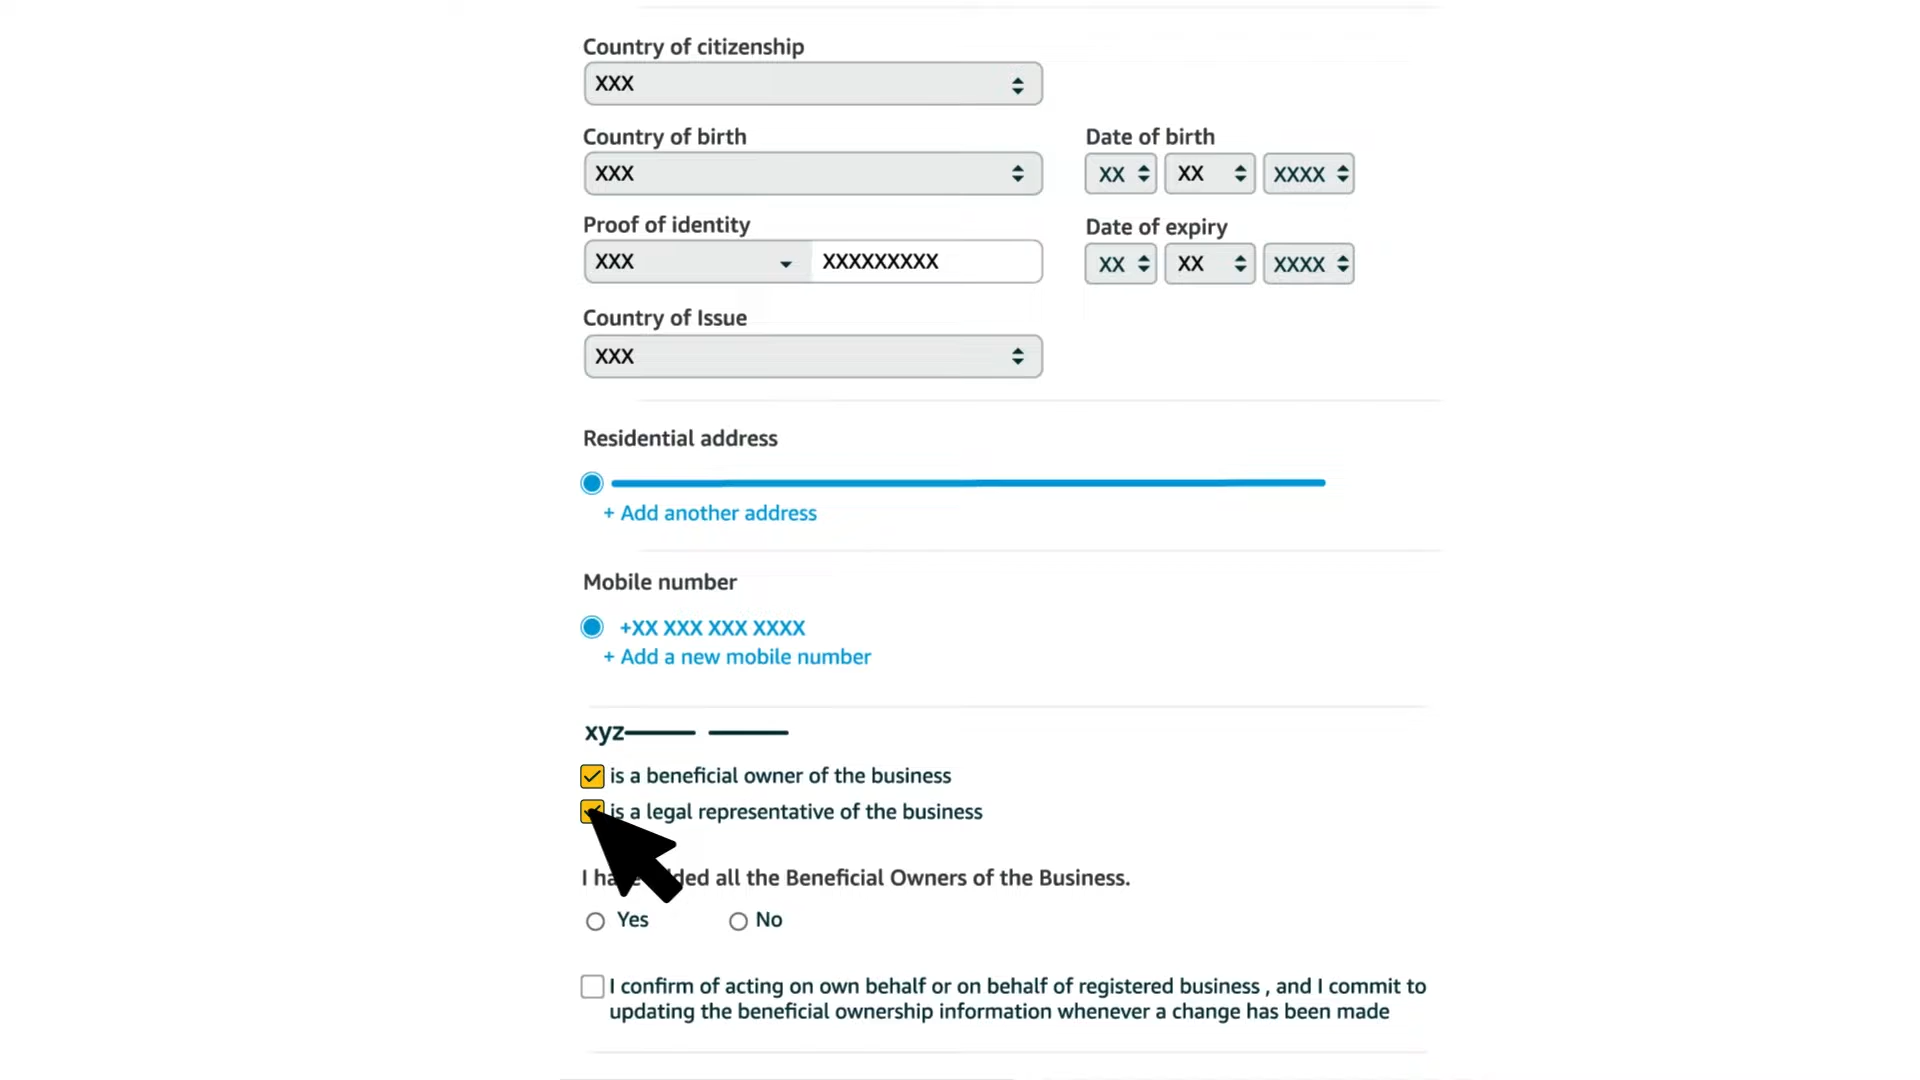 Country of citizenship
XXX
Country of birth
Date of birth
XXX
XX XX XXXX
Proof of identity
Date of expiry
XXX XXXXXXXXX
XX XX XXXX
Country of Issue
XXX
Residential address
+ Add another address
Mobile number
+XX XXX XXX XXXX
+ Add a new mobile number
xyz
is a beneficial owner of the business
is a legal representative of the business
I all the Beneficial Owners of the Business.
Yes No
I confirm of acting on own behalf or on behalf of registered business , and I commit to
updating the beneficial ownership information whenever a change has been made